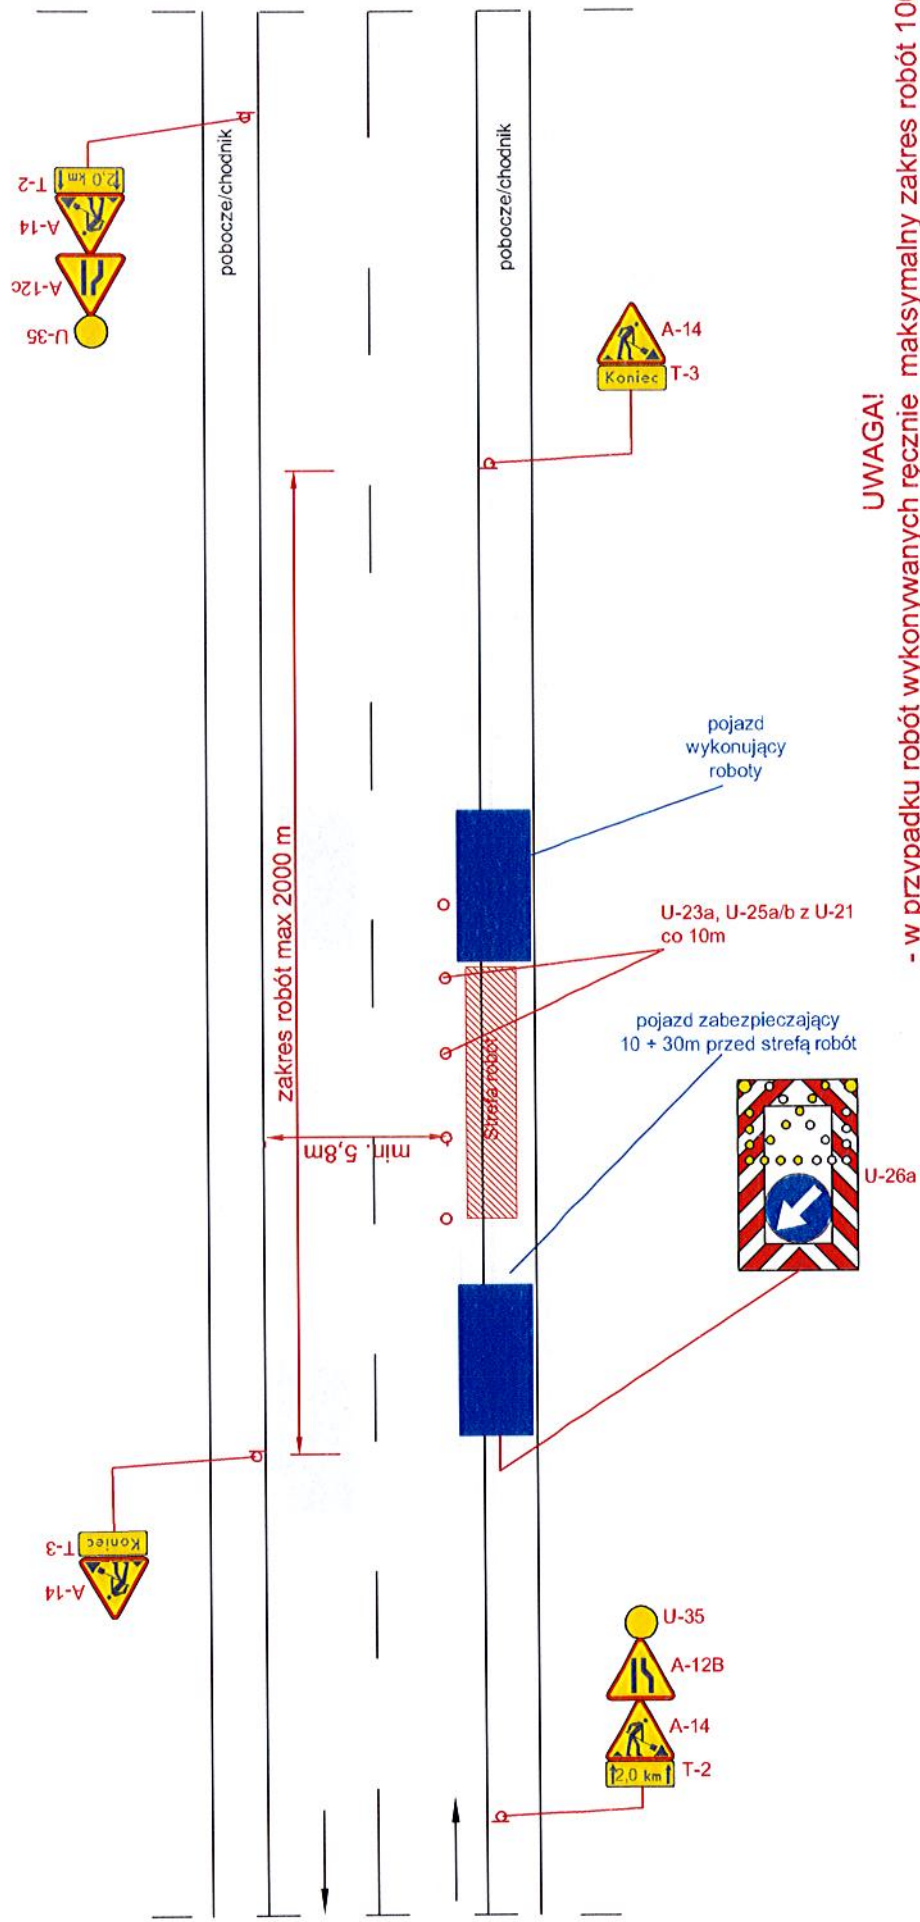 T-2
2,0 km
A-14
A-12c
U-35
pobocze/chodnik
pobocze/chodnik
A-14
Koniec
T-3
UWAGA!
- w przypadku robót wykonywanych ręcznie maksymalny zakres robót
pojazd
wykonujący
roboty
zakres robót max 2000 m
U-23a, U-25a/b z U-21
co 10m
Strefa robót
min. 5,8m
pojazd zabezpieczający
10 ÷ 30m przed strefą robót
U-26a
T-3
Koniec
A-14
U-35
A-12B
A-14
2,0 km
T-2